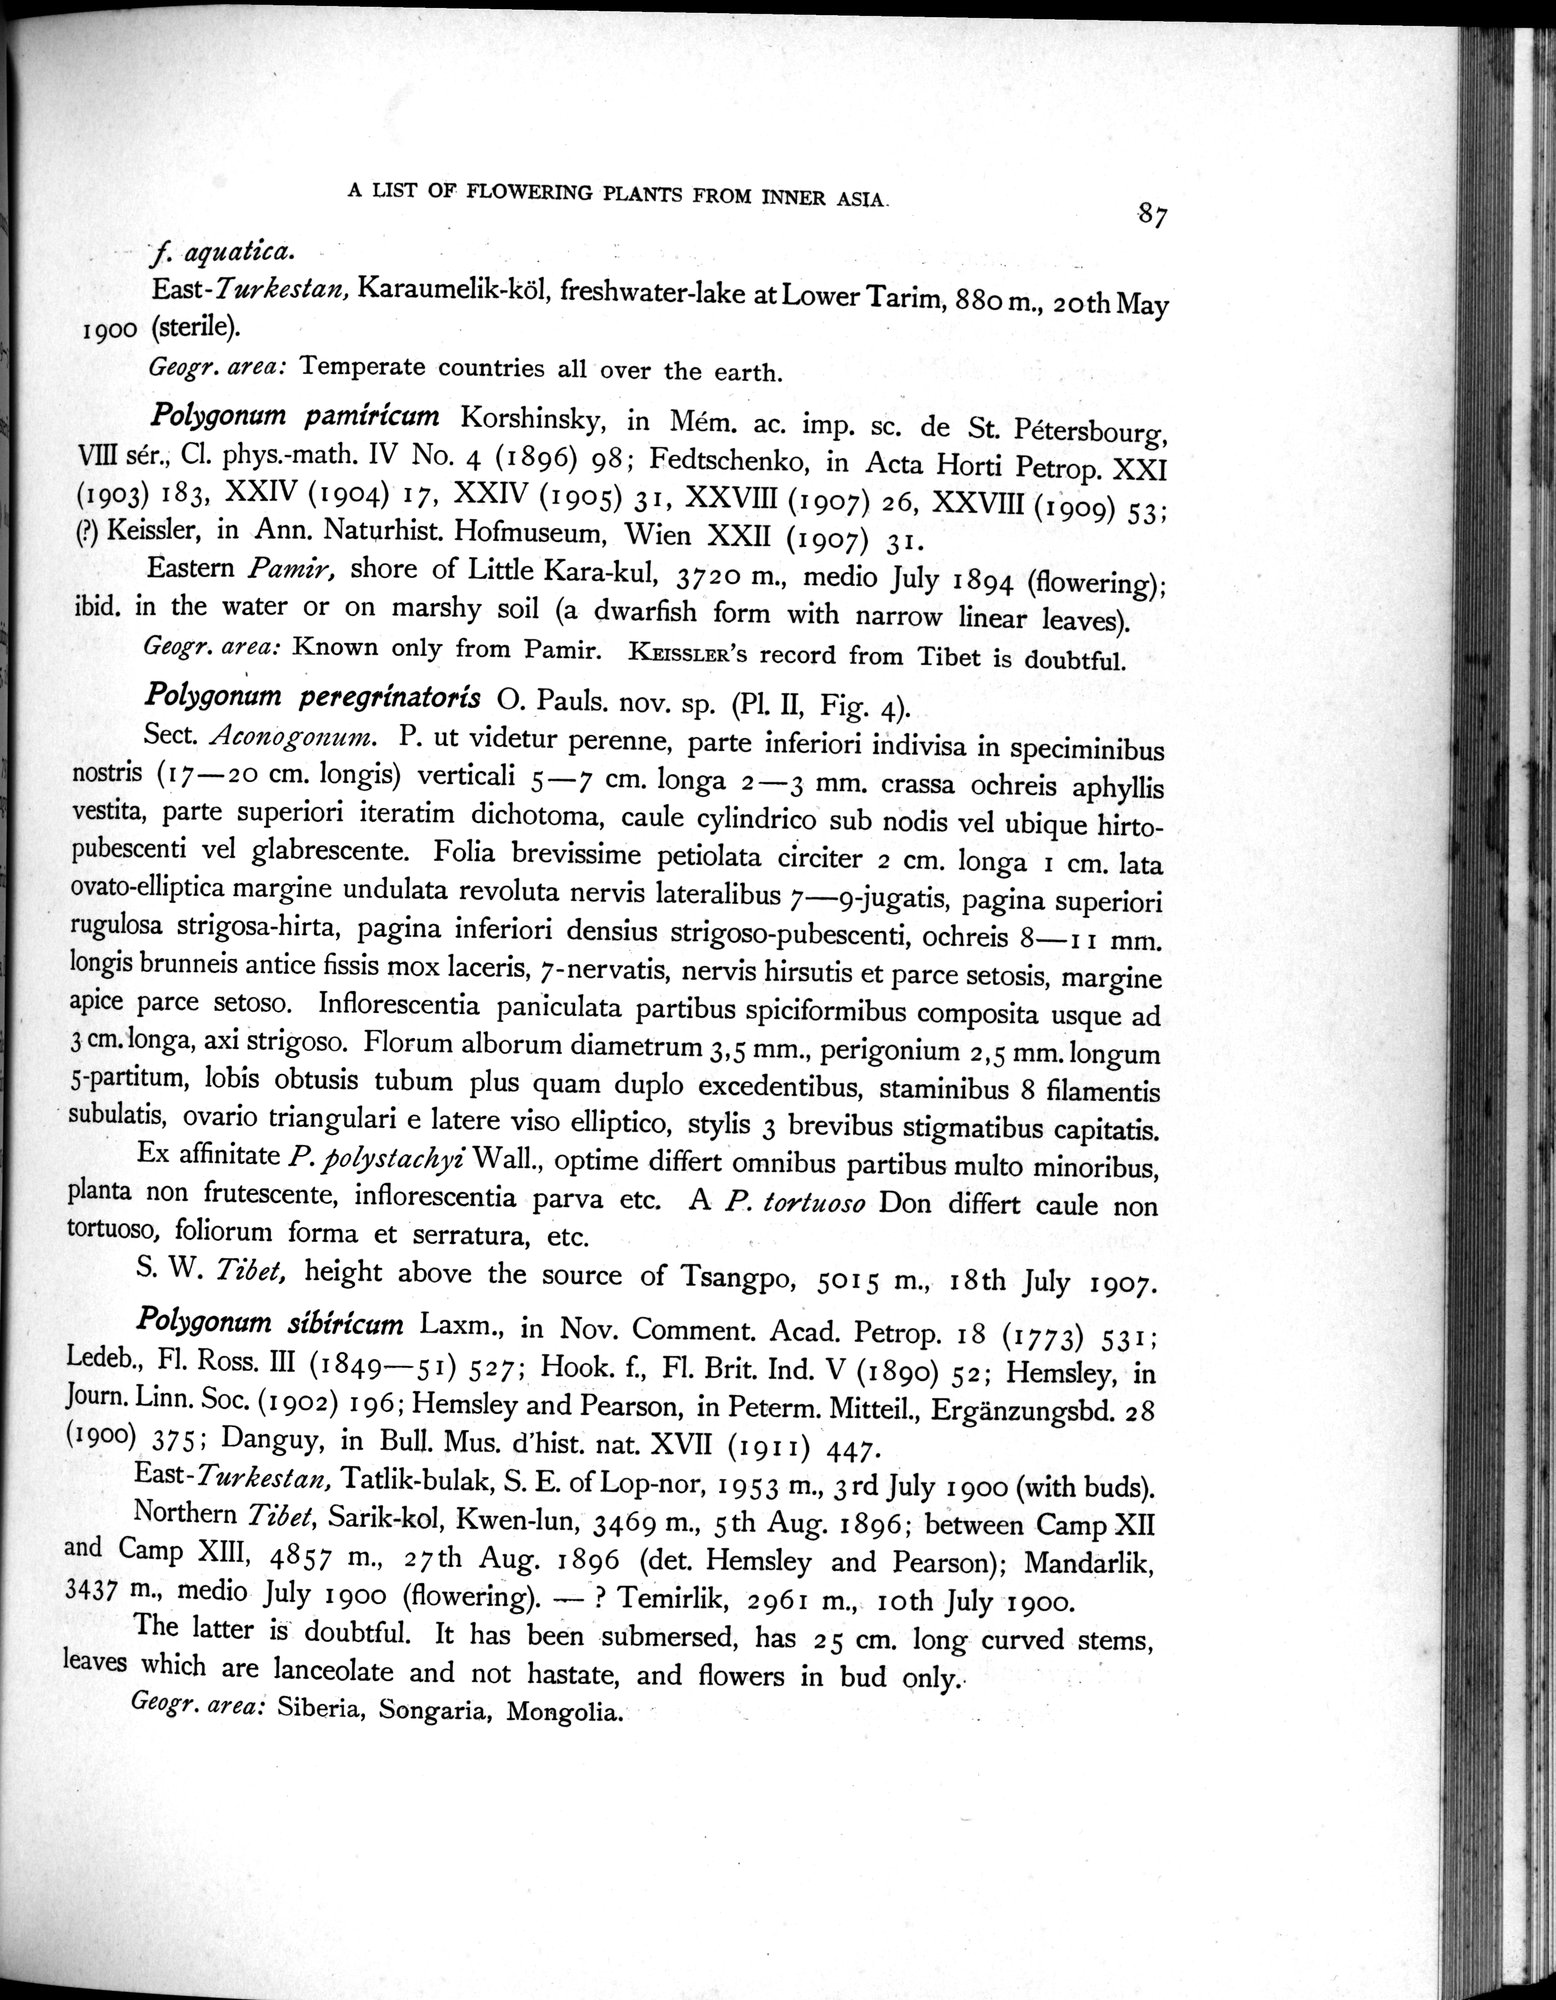 A LIST OF FLOWERING PLANTS FROM INNER ASIA.
87
f. aquatica.
East-Turkestan, Karaumelik-köl, freshwater-lake at Lower Tarim, 880 m., 20th May
1900 (sterile).
Geogr. area: Temperate countries all over the earth.
Polygonum pamiricum Korshinsky, in Mém. ac. imp. sc. de St. Pétersbourg,
VIII sér., Cl. phys.-math. IV No. 4 (1896) 98; Fedtschenko, in Acta Horti Petrop. XXI
(1903) 183, XXIV (1904) 17, XXIV (1905) 31, XXVIII (1907) 26, XXVIII (1909) 53;
(?) Keissler, in Ann. Naturhist. Hofmuseum, Wien XXII (1907) 31.
Eastern Pamir, shore of Little Kara-kul, 3720 m., medio July 1894 (flowering);
ibid. in the water or on marshy soil (a dwarfish form with narrow linear leaves).
Geogr. area: Known only from Pamir. KEISSLER's record from Tibet is doubtful.
Polygonum peregrinatoris O. Pauls. nov. sp. (Pl. II, Fig. 4).
Sect. Aconogonum. P. ut videtur perenne, parte inferiori indivisa in speciminibus
nostris (17—20 cm. longis) verticali 5—7 cm. longa 2—3 mm. crassa ochreis aphyllis
vestita, parte superiori iteratim dichotoma, caule cylindrico sub nodis vel ubique hirto-
pubescenti vel glabrescente. Folia brevissime petiolata circiter 2 cm. longa 1 cm. lata
ovato-elliptica margine undulata revoluta nervis lateralibus 7—9-jugatis, pagina superiori
rugulosa strigosa-hirta, pagina inferiori densius strigoso-pubescenti, ochreis 8—11 mm.
longis brunneis antice fissis mox laceris, 7-nervatis, nervis hirsutis et parce setosis, margine
apice parce setoso. Inflorescentia paniculata partibus spiciformibus composita usque ad
3 cm. longa, axi strigoso. Florum alborum diametrum 3,5 mm., perigonium 2,5 mm. longum
5-partitum, lobis obtusis tubum plus quam duplo excedentibus, staminibus 8 filamentis
subulatis, ovario triangulari e latere viso elliptico, stylis 3 brevibus stigmatibus capitatis.
Ex affinitate P. polystachyi Wall., optime differt omnibus partibus multo minoribus,
planta non frutescente, inflorescentia parva etc. A P. tortuoso Don differt caule non
tortuoso, foliorum forma et serratura, etc.
S. W. Tibet, height above the source of Tsangpo, 5015 m., 18th July 1907.
Polygonum sibiricum Laxm., in Nov. Comment. Acad. Petrop. 18 (1773) 531;
Ledeb., Fl. Ross. III (1849—51) 527; Hook. f., Fl. Brit. Ind. V (1890) 52; Hemsley, in
Journ. Linn. Soc. (1902) 196; Hemsley and Pearson, in Peterm. Mitteil., Ergänzungsbd. 28
(1900) 375; Danguy, in Bull. Mus. d'hist. nat. XVII (1911) 447.
East-Turkestan, Tatlik-bulak, S. E. of Lop-nor, 1953 m., 3rd July 1900 (with buds).
Northern Tibet, Sarik-kol, Kwen-lun, 3469 m., 5th Aug. 1896; between Camp XII
and Camp XIII, 4857 m., 27th Aug. 1896 (det. Hemsley and Pearson); Mandarlik,
3437 m., medio July 1900 (flowering). — ? Temirlik, 2961 m., 10th July 1900.
The latter is doubtful. It has been submersed, has 25 cm. long curved stems,
leaves which are lanceolate and not hastate, and flowers in bud only.
Geogr. area: Siberia, Songaria, Mongolia.